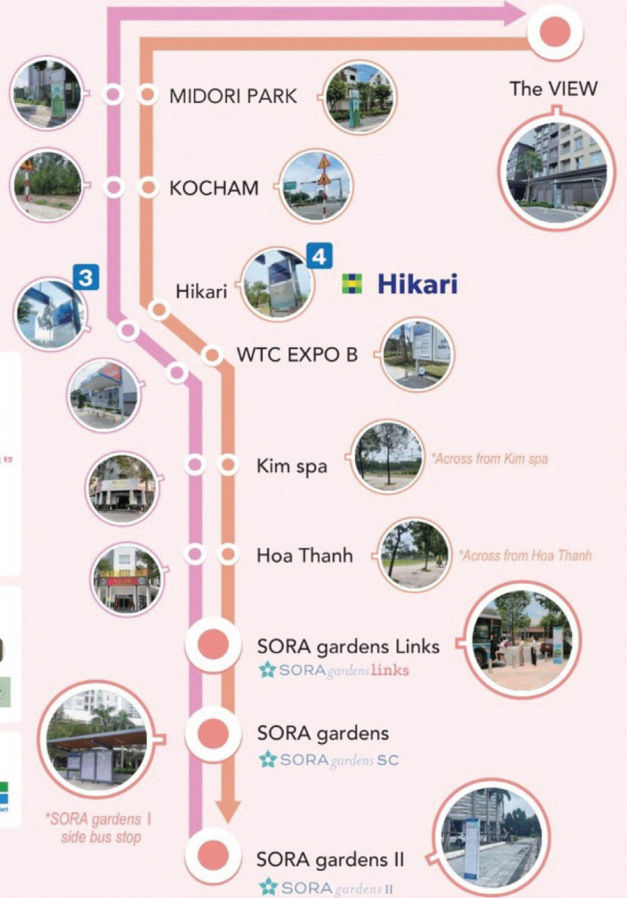 The VIEW
MIDORI PARK
KOCHAM
3
Hikari
4
Hikari
WTC EXPO B
Kim spa
*Across from Kim spa
Hoa Thanh
*Across from Hoa Thanh
SORA gardens Links
SORA gardens links
SORA gardens
SORA gardens SC
*SORA gardens I
side bus stop
SORA gardens II
SORA gardens II